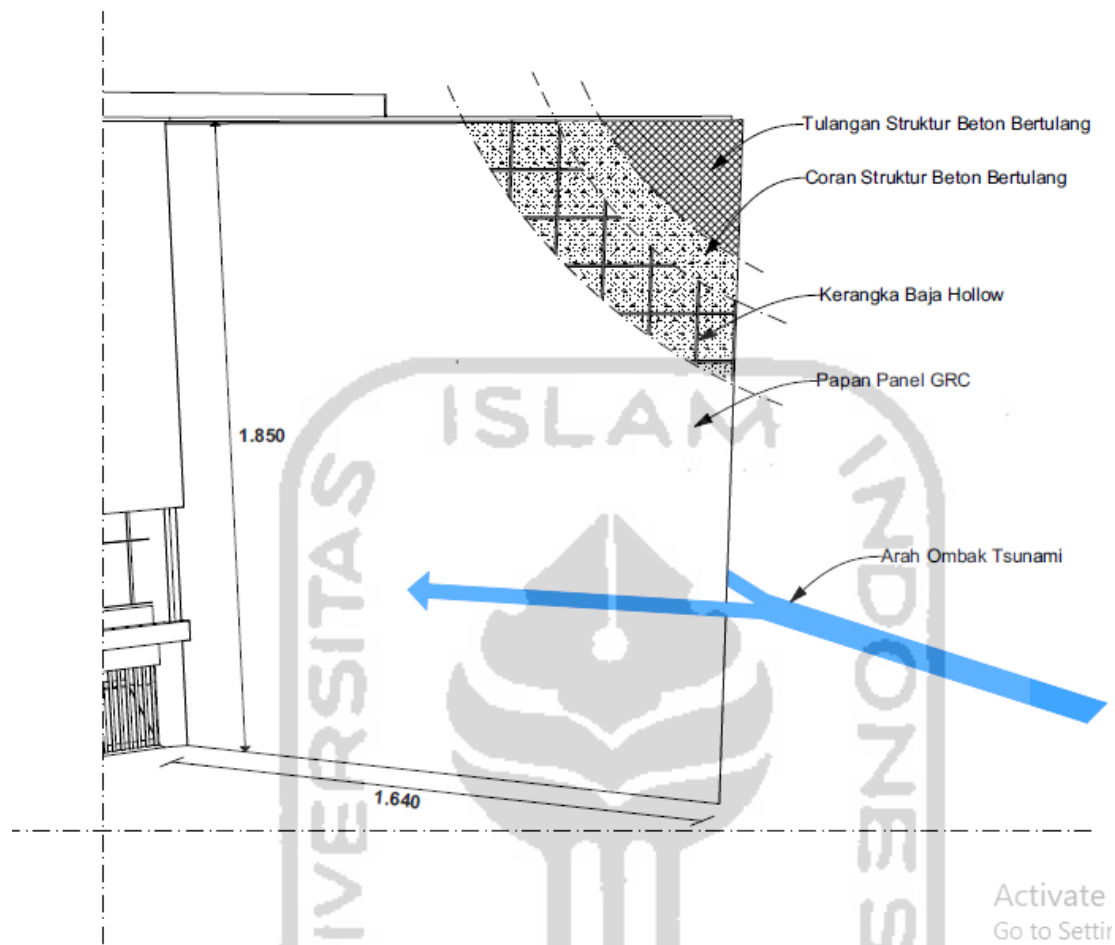 Tulangan Struktur Beton Bertulang
Coran Struktur Beton Bertulang
Kerangka Baja Hollow
Papan Panel GRC
ISLAM
1.850
Arah Ombak Tsunami
INDONES
VERSITAS
1.640
Activate
Go to Settin